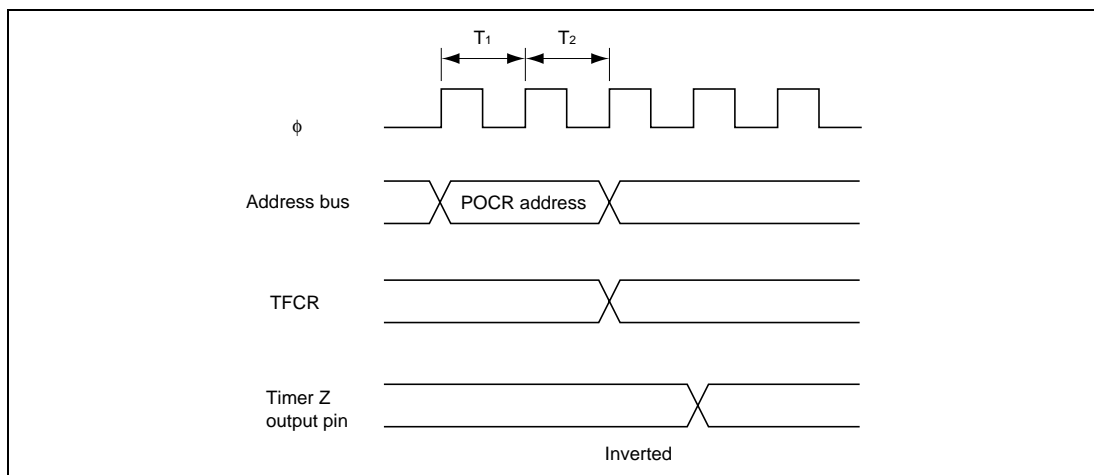 T1 T2
ϕ
Address bus POCR address
TFCR
Timer Z
output pin
Inverted